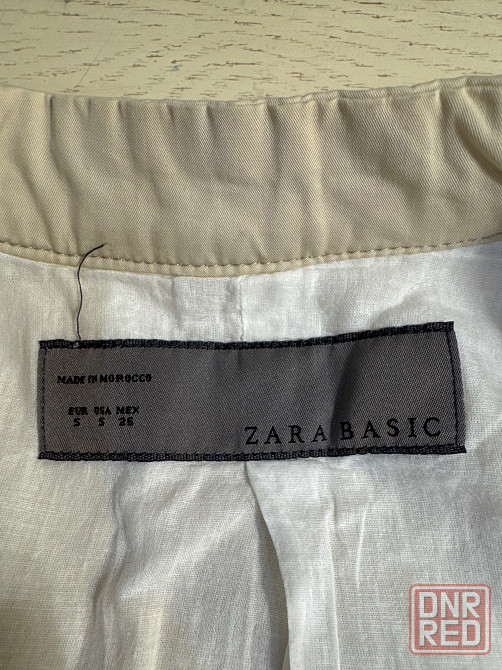 MADE IN MOROCCO
EUR USA MEX
S S 26
ZARA BASIC
DNR
RED